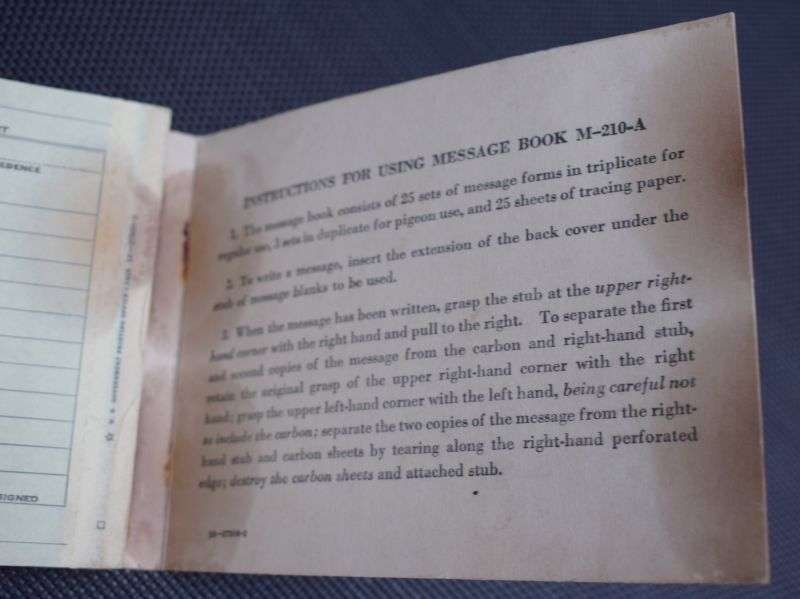 EDENCE
SIGNED
INSTRUCTIONS FOR USING MESSAGE BOOK M-210-A
1. The message book consists of 25 sets of message forms in triplicate for
regular use, 3 sets in duplicate for pigeon use, and 25 sheets of tracing paper.
2. To write a message, insert the extension of the back cover under the
stub of message blanks to be used.
3. When the message has been written, grasp the stub at the upper right-
hand corner with the right hand and pull to the right. To separate the first
and second copies of the message from the carbon and right-hand stub,
retain the original grasp of the upper right-hand corner with the right
hand; grasp the upper left-hand corner with the left hand, being careful not
to include the carbon; separate the two copies of the message from the right-
hand stub and carbon sheets by tearing along the right-hand perforated
edge; destroy the carbon sheets and attached stub.